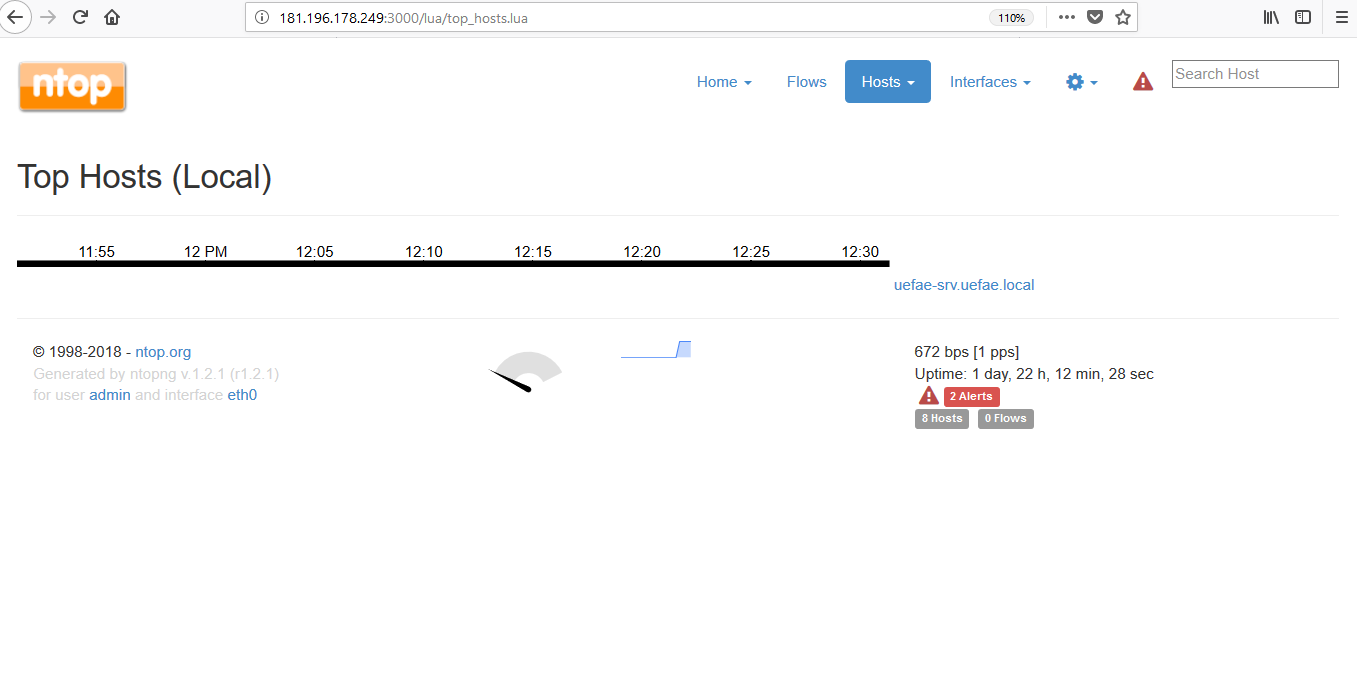 181.196.178.249:3000/lua/top_hosts.lua
110%
ntop
Home
Flows
Hosts
Interfaces
Search Host
Top Hosts (Local)
11:55 12 PM 12:05 12:10 12:15 12:20 12:25 12:30
uefae-srv.uefae.local
© 1998-2018 - ntop.org
Generated by ntopng v.1.2.1 (r1.2.1)
for user admin and interface eth0
672 bps [1 pps]
Uptime: 1 day, 22 h, 12 min, 28 sec
2 Alerts
8 Hosts 0 Flows